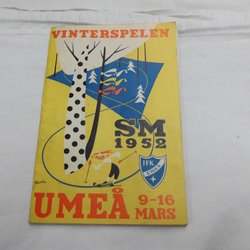 VINTERSPELEN
SM
1952
IFK
UMEÅ
UMEÅ
9-16
MARS